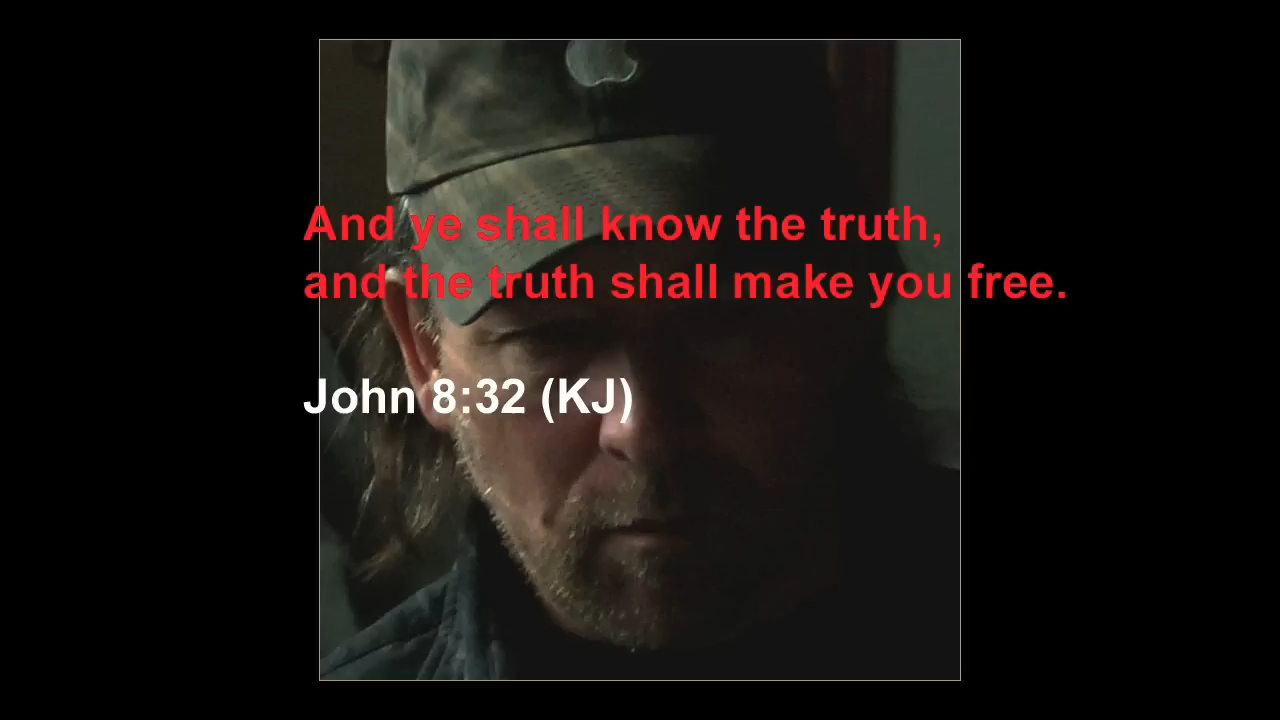 And ye shall know the truth,
and the truth shall make you free.
John 8:32 (KJ)